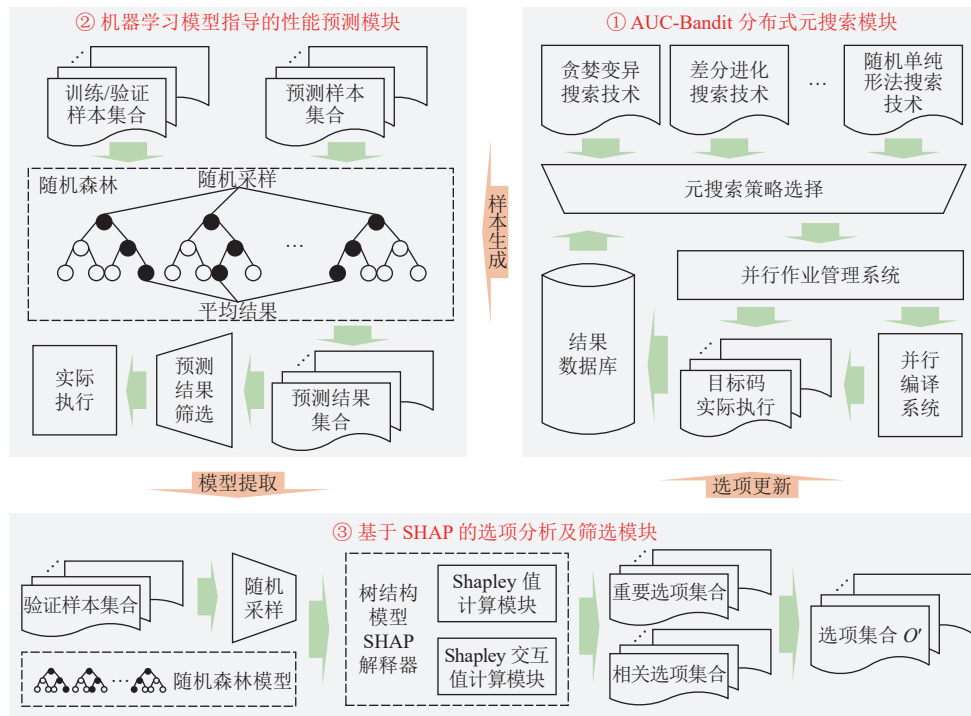 ② 机器学习模型指导的性能预测模块
训练/验证
样本集合
预测样本
集合
随机森林
随机采样
…
平均结果
实际
执行
预测
结果
筛选
预测结果
集合
样本生成
① AUC-Bandit 分布式元搜索模块
贪婪变异
搜索技术
差分进化
搜索技术
…
随机单纯
形法搜索
技术
元搜索策略选择
并行作业管理系统
结果
数据库
目标码
实际执行
并行
编译
系统
模型提取
选项更新
③ 基于 SHAP 的选项分析及筛选模块
验证样本集合
随机
采样
…
随机森林模型
树结构
模型
SHAP
解释器
Shapley 值
计算模块
Shapley 交互
值计算模块
重要选项集合
相关选项集合
选项集合 O′